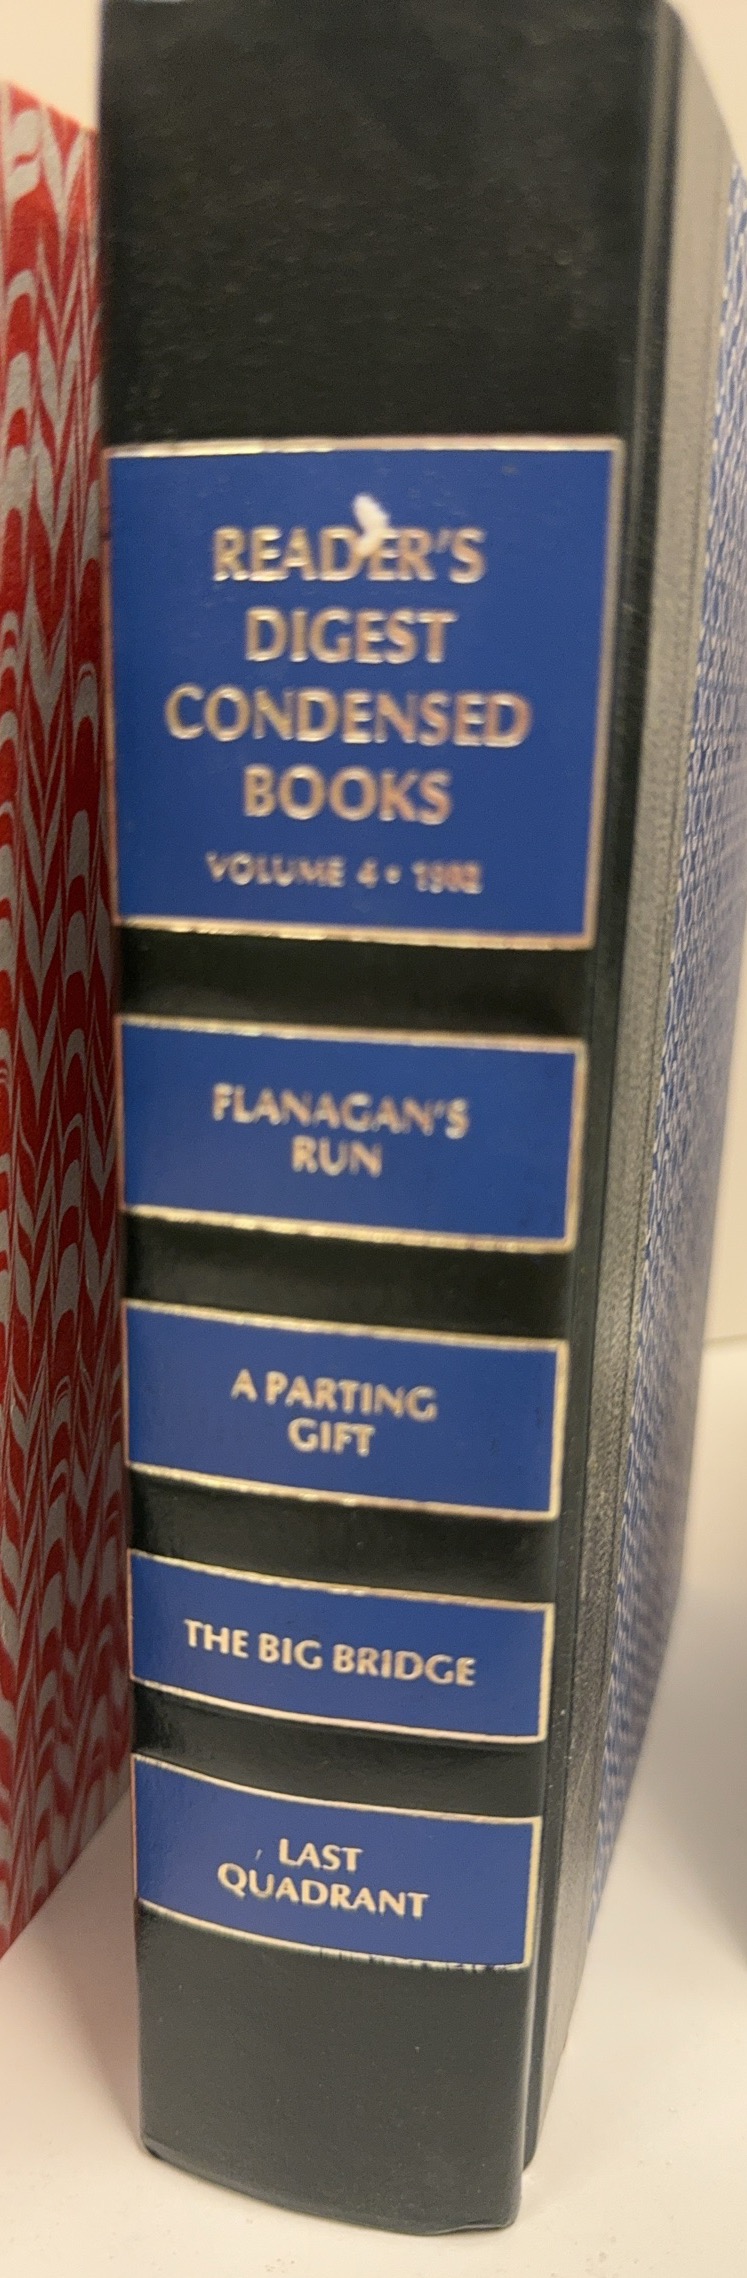 READER'S
DIGEST
CONDENSED
BOOKS
VOLUME 4 • 1982
FLANAGAN'S
RUN
A PARTING
GIFT
THE BIG BRIDGE
LAST
QUADRANT